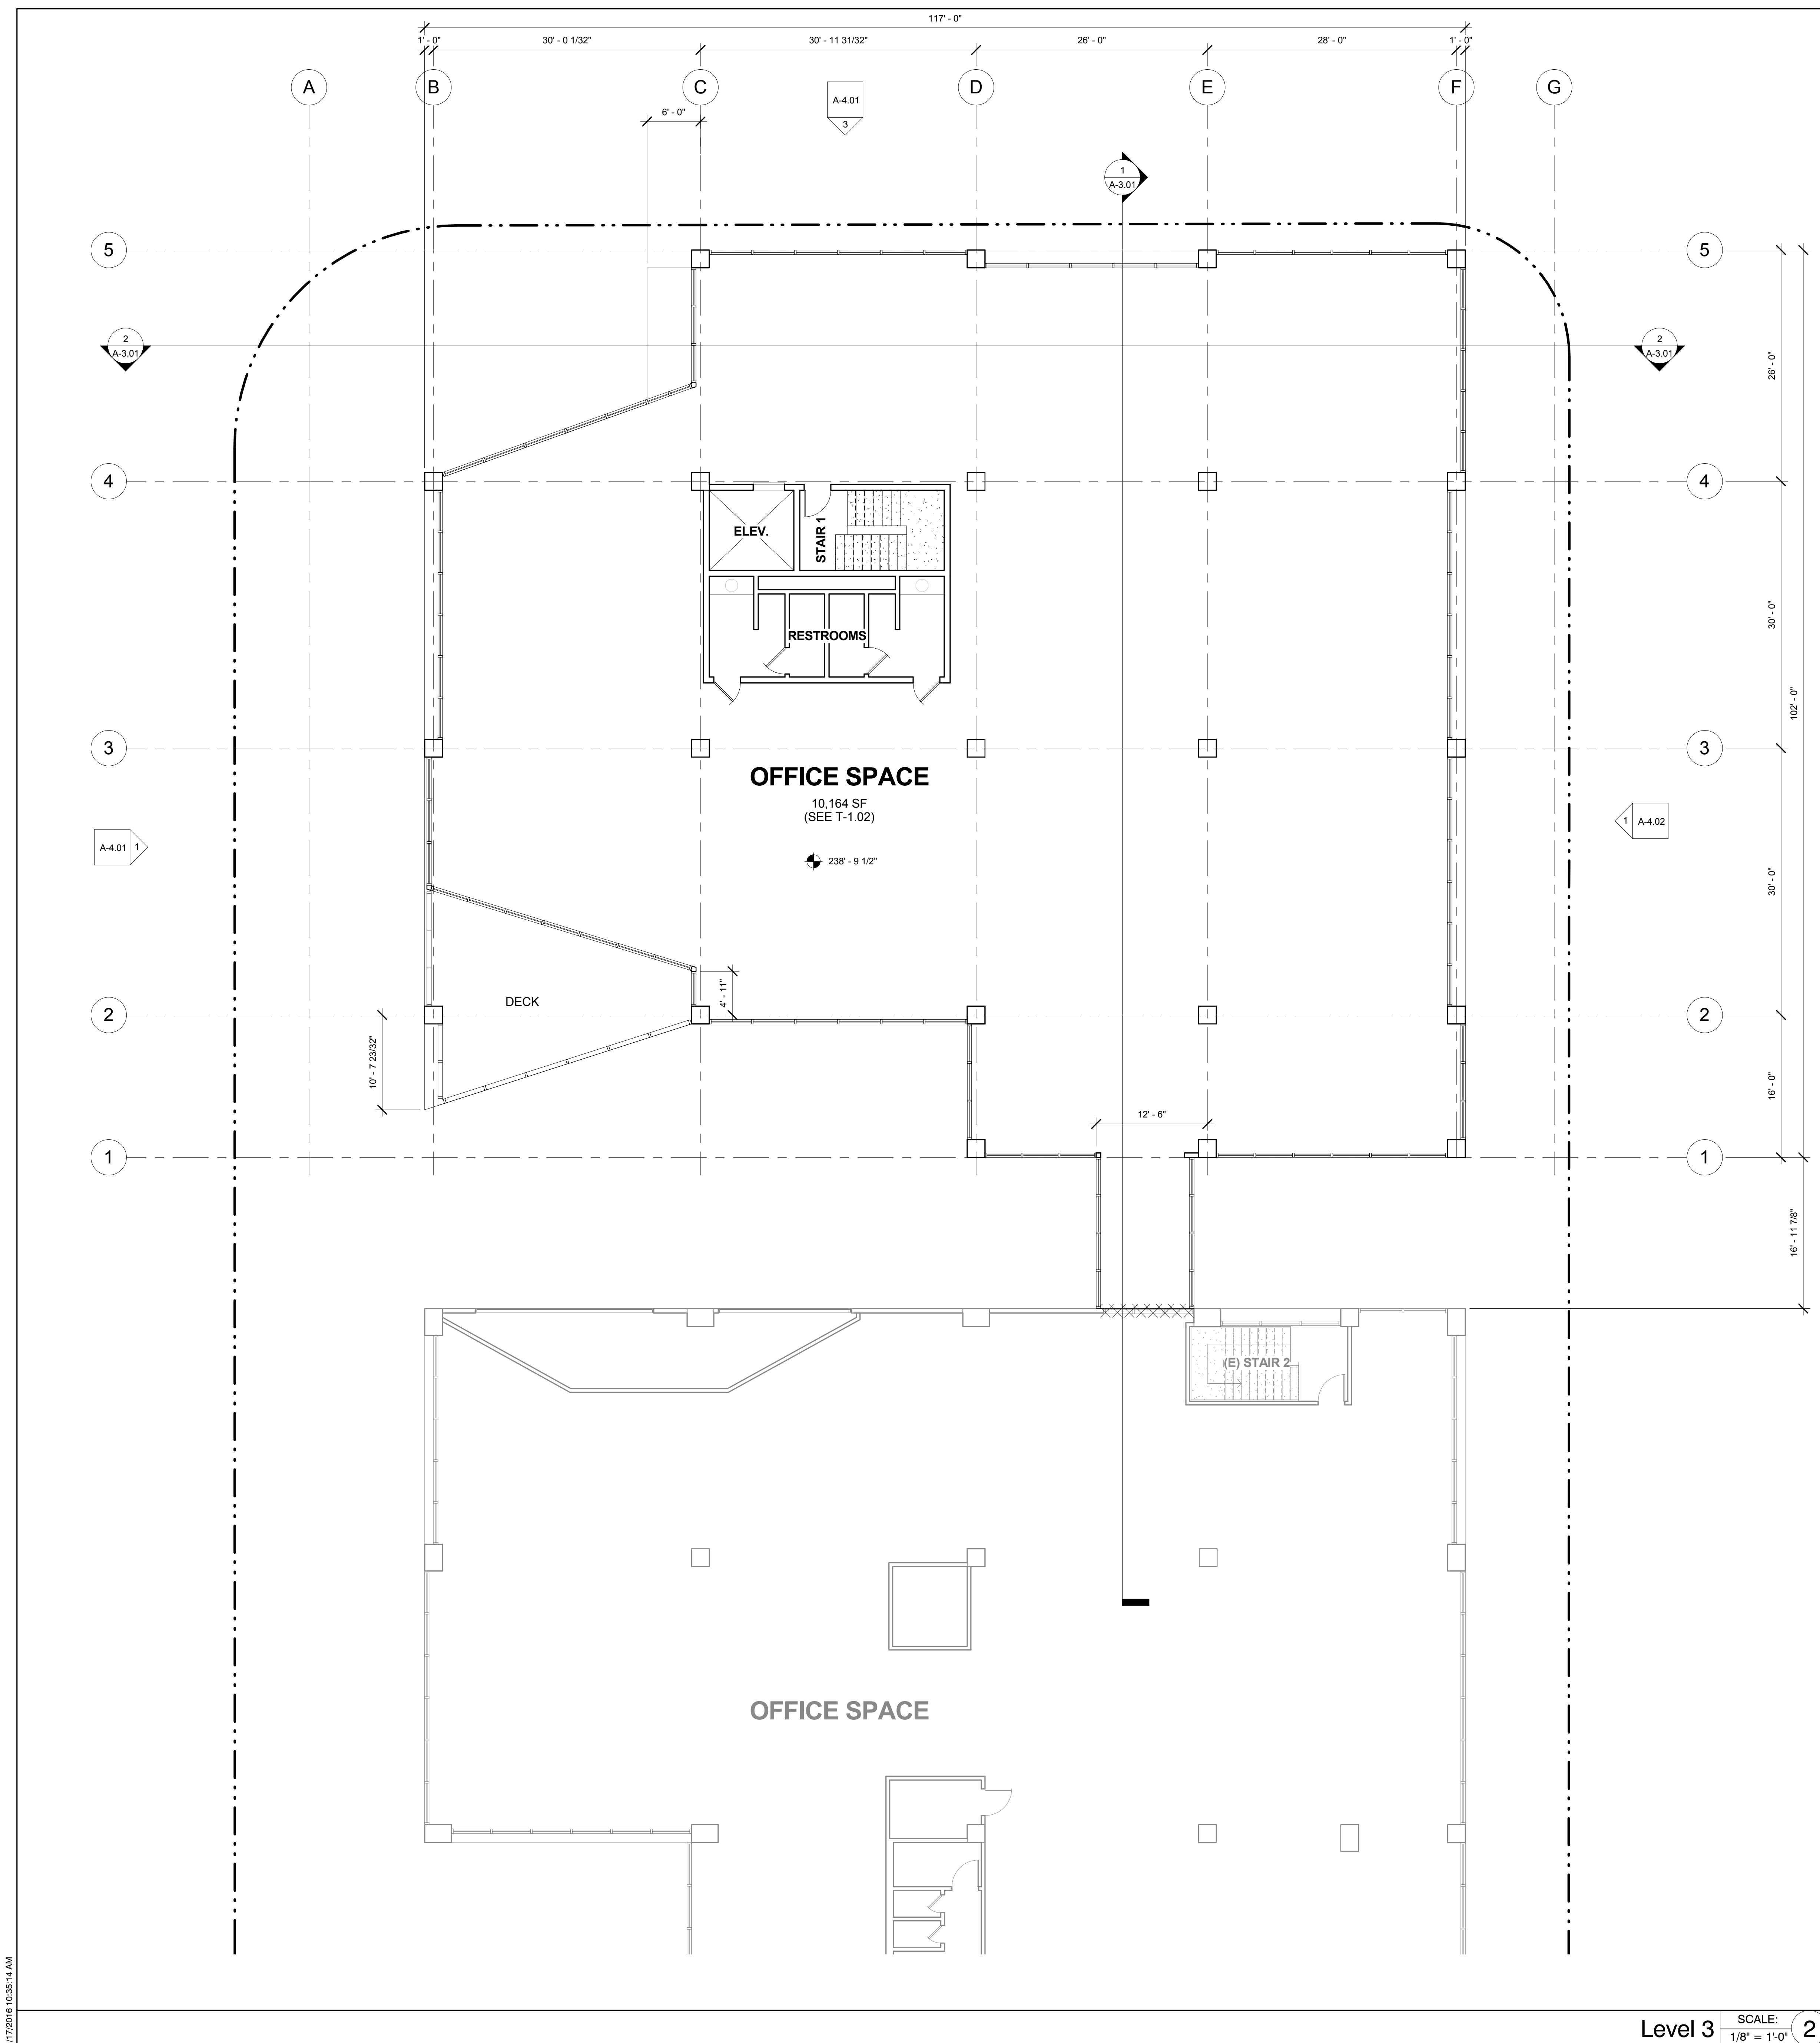 117' - 0"
1' - 0"
30' - 0 1/32"
30' - 11 31/32"
26' - 0"
28' - 0"
1' - 0"
A
B
C
D
E
F
G
A-4.01
3
6' - 0"
1
A-3.01
5
5
2
A-3.01
2
A-3.01
26' - 0"
4
4
ELEV.
STAIR 1
30' - 0"
RESTROOMS
102' - 0"
3
3
OFFICE SPACE
10,164 SF
(SEE T-1.02)
A-4.01
1
1
A-4.02
238' - 9 1/2"
30' - 0"
4' - 11"
DECK
2
2
10' - 7 23/32"
16' - 0"
12' - 6"
1
1
16' - 11 7/8"
(E) STAIR 2
OFFICE SPACE
/17/2016 10:35:14 AM
Level 3
SCALE:
1/8" = 1'-0"
2